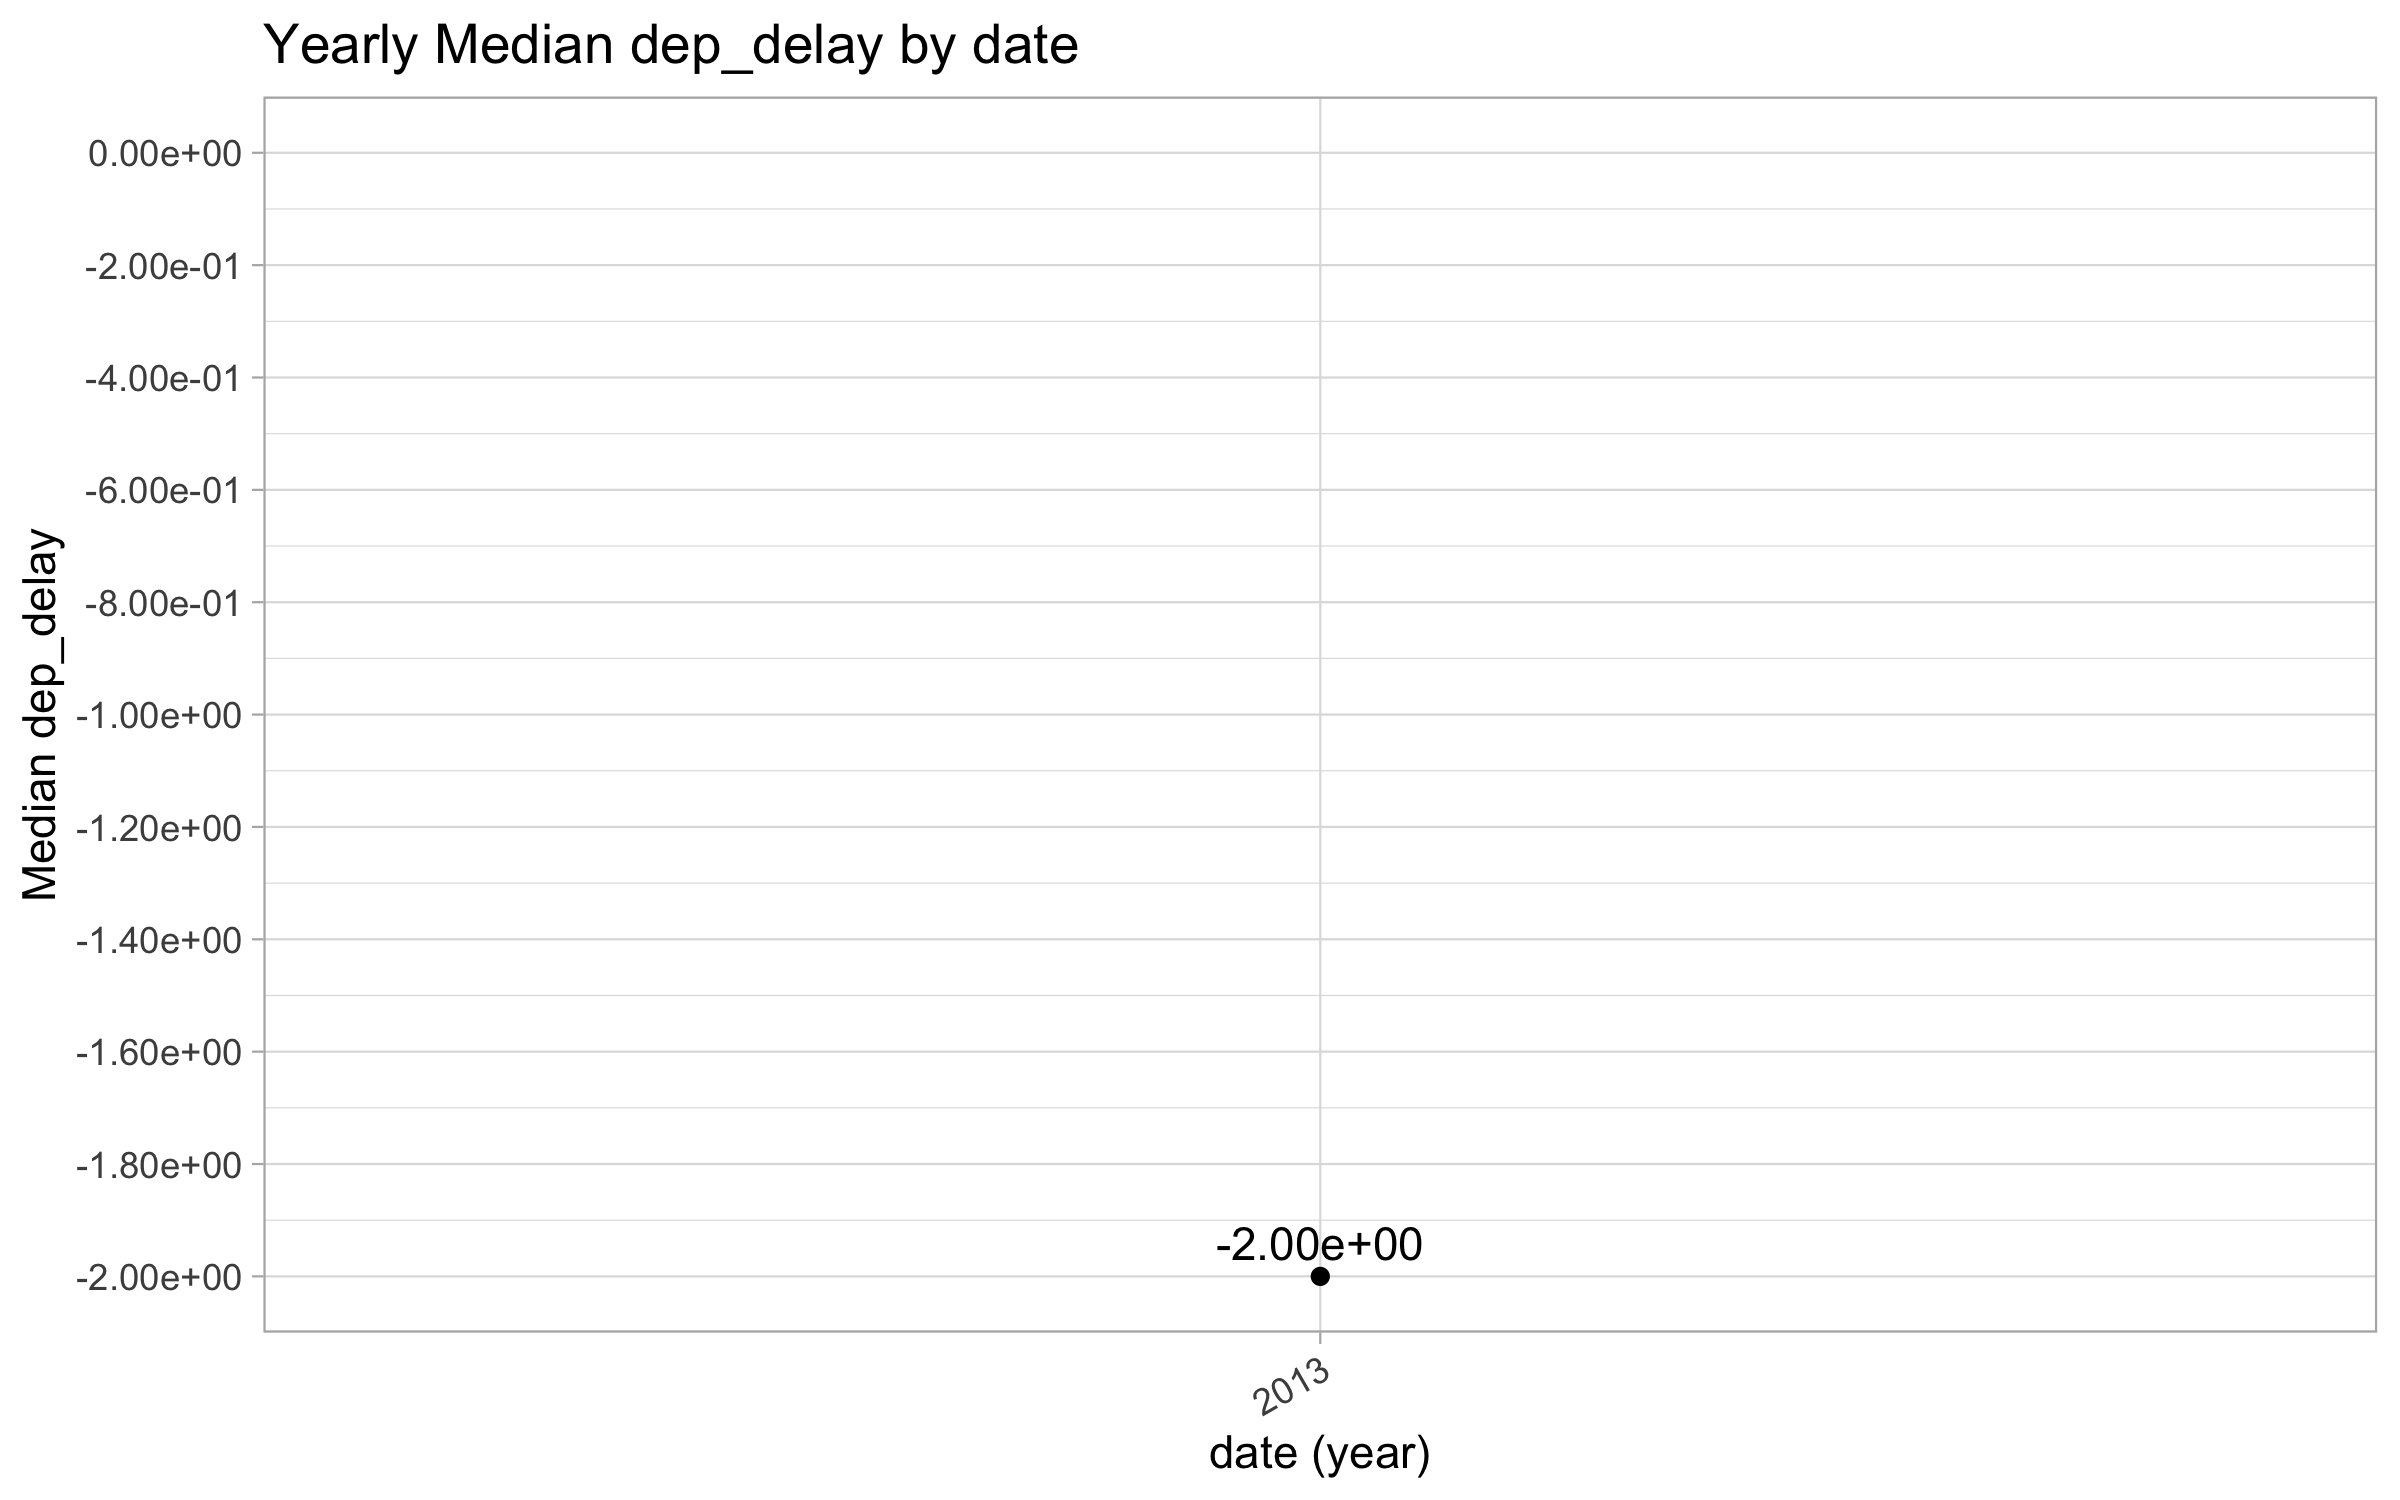 Yearly Median dep_delay by date
Median dep_delay
0.00e+00
-2.00e-01
-4.00e-01
-6.00e-01
-8.00e-01
-1.00e+00
-1.20e+00
-1.40e+00
-1.60e+00
-1.80e+00
-2.00e+00
-2.00e+00
2013
date (year)